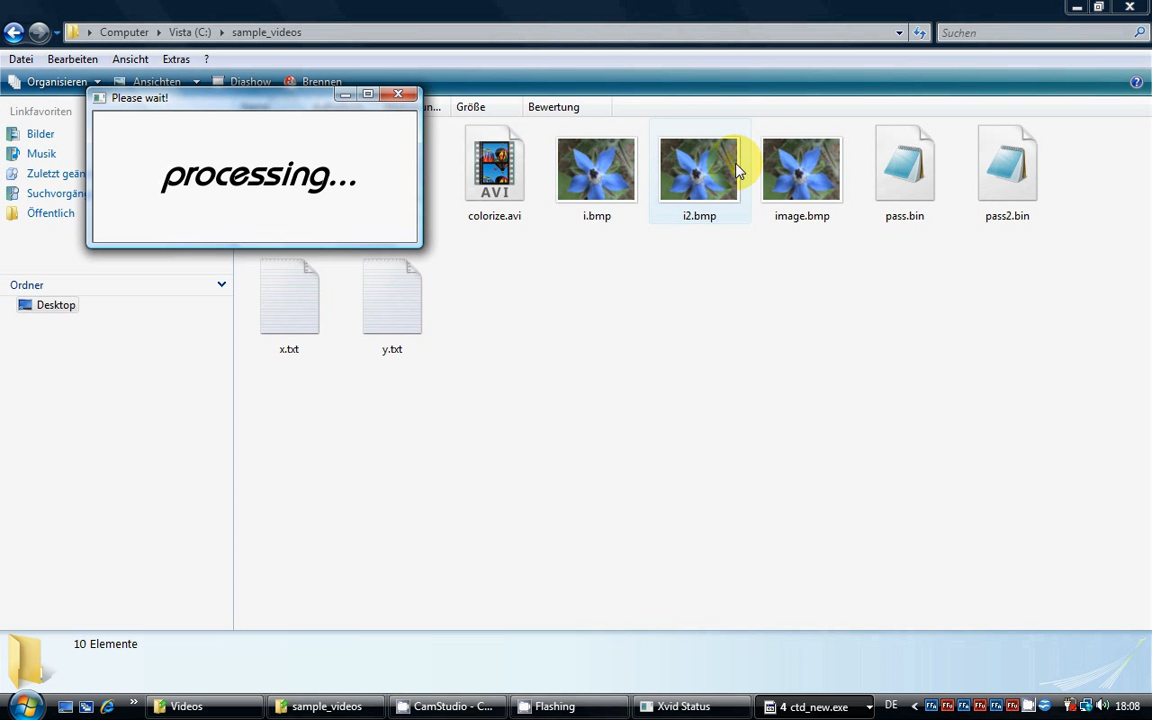 Computer Vista (C:) sample_videos Suchen
Datei Bearbeiten Ansicht Extras ?
Organisieren Ansichten Diashow Brennen ?
Please wait!
processing...
Linkfavoriten
Bilder
Musik
Zuletzt geän
Suchvorgäng
Öffentlich
Ordner
Desktop
un... Größe Bewertung
AVI
colorize.avi i.bmp i2.bmp image.bmp pass.bin pass2.bin
x.txt y.txt
10 Elemente
Videos sample_videos CamStudio - C... Flashing Xvid Status 4 ctd_new.exe DE 18:08